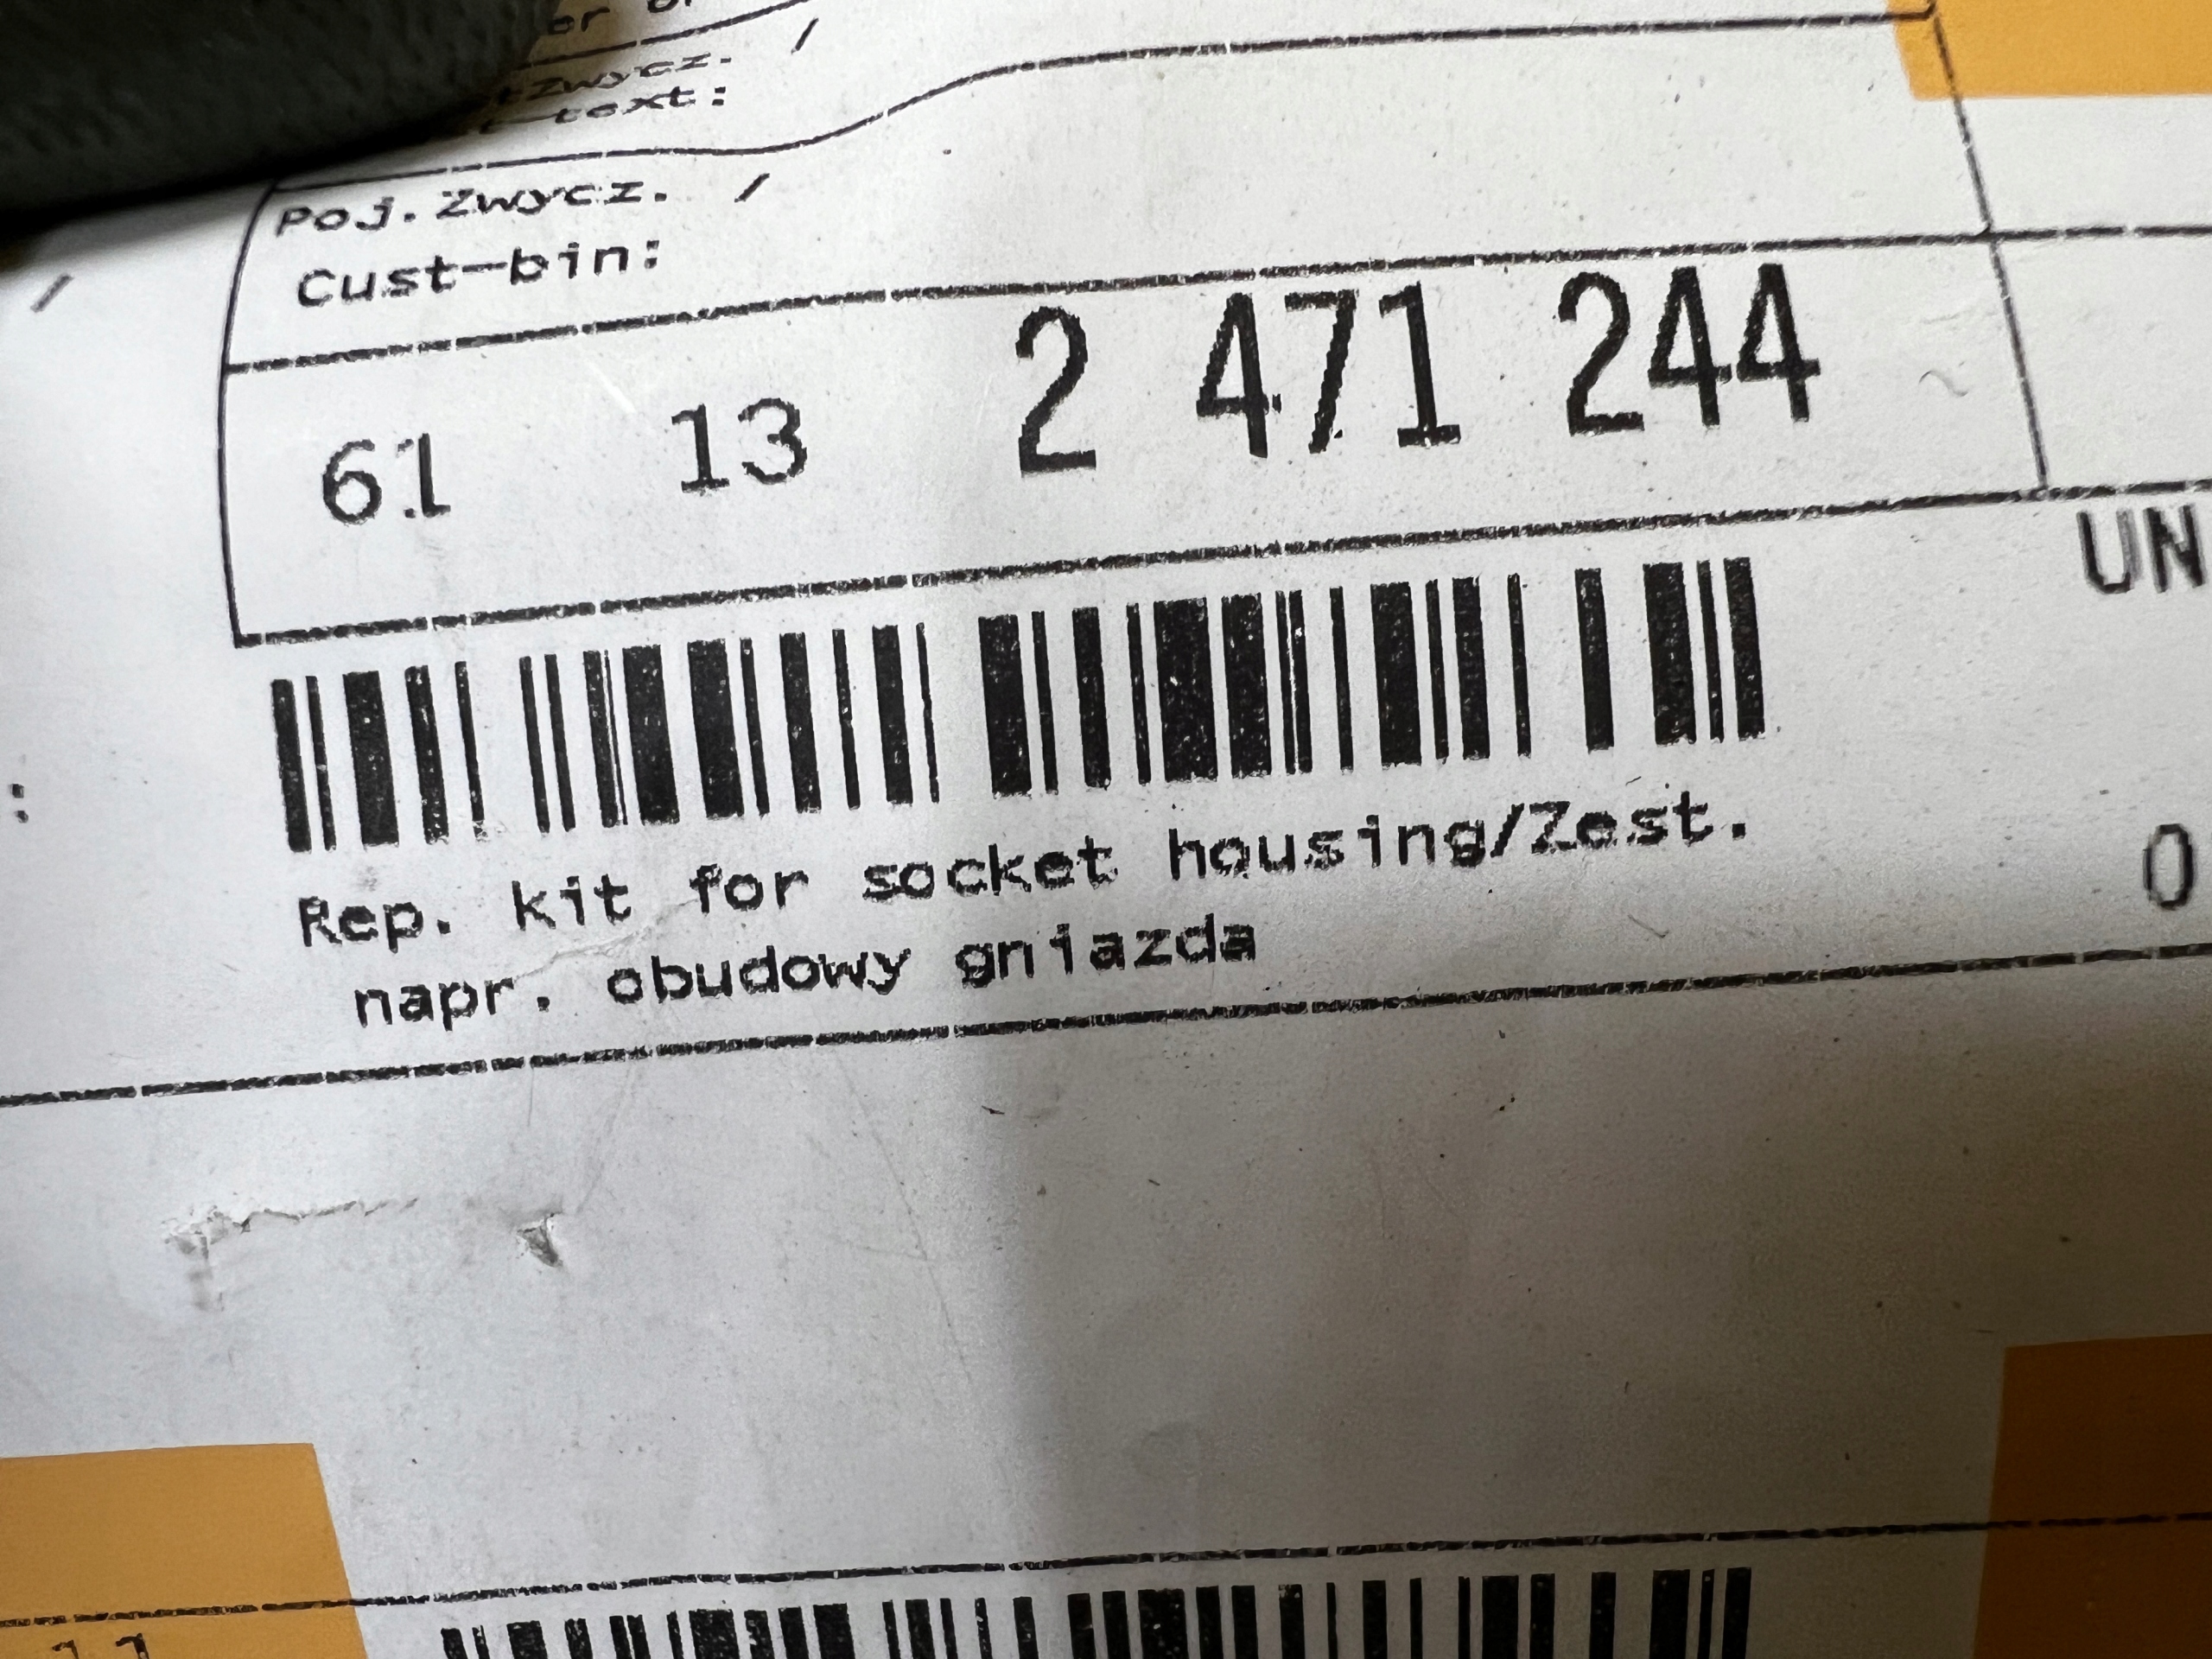 text:
Poj.Zwycz. /
Cust-bin:
61 13 2 471 244
UN
Rep. kit for socket housing/Zest.
napr. obudowy gniazda
0